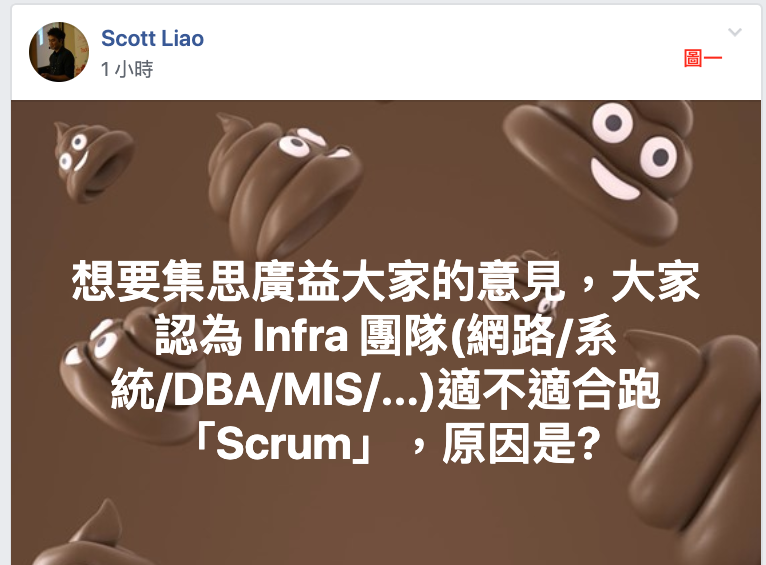 Scott Liao
1 小時
圖一
想要集思廣益大家的意見，大家
認為 Infra 團隊(網路/系
統/DBA/MIS/...)適不適合跑
「Scrum」，原因是?